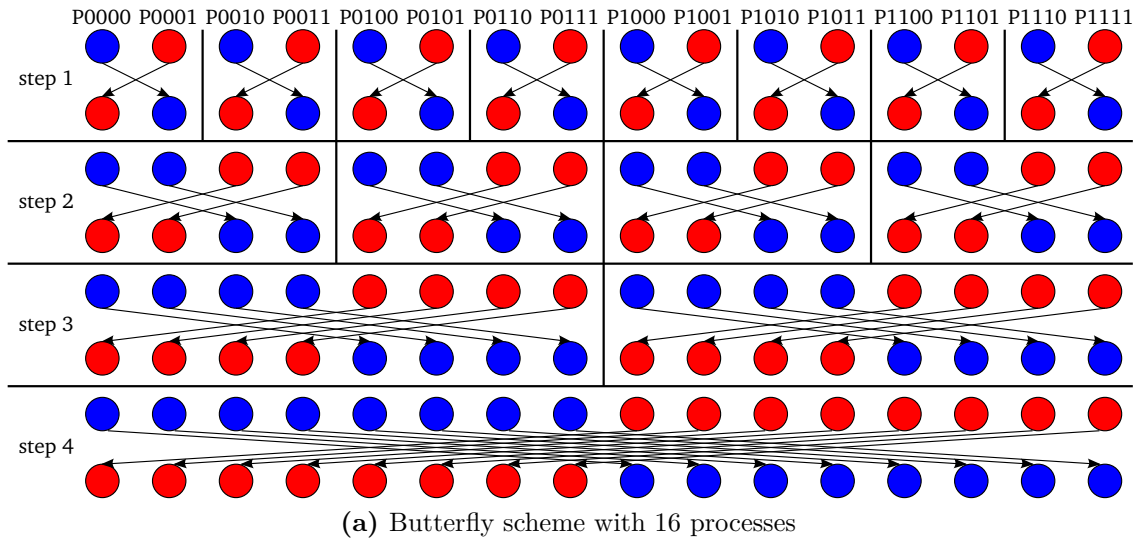 P0000 P0001 P0010 P0011 P0100 P0101 P0110 P0111 P1000 P1001 P1010 P1011 P1100 P1101 P1110 P1111
step 1
step 2
step 3
step 4
(a) Butterfly scheme with 16 processes